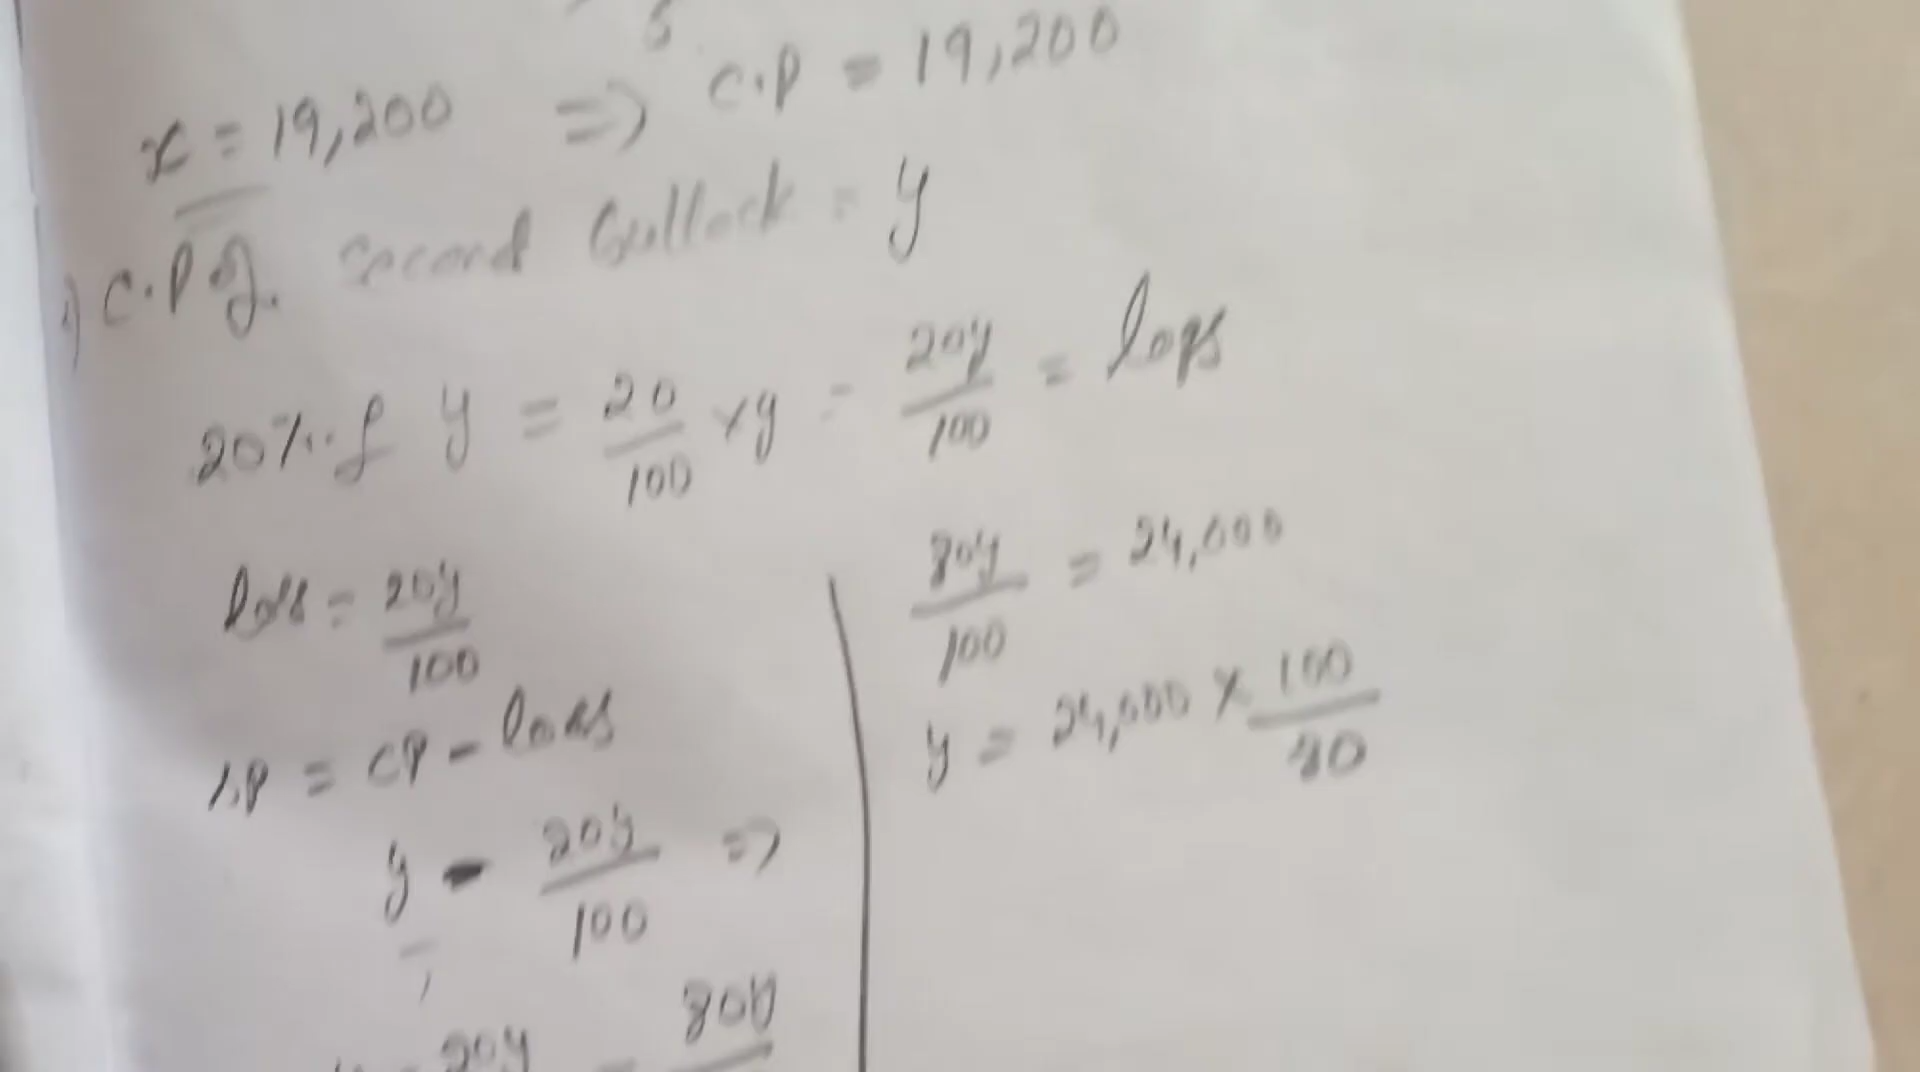 x = 19,200 => C.P = 19,200
C.P of second bullock = y
20% of y = 20/100 × y = 20y/100 = loss
loss = 20y/100
S.P = CP - loss
y - 20y/100 =>
20y = 80y
80y/100 = 24,000
y = 24,000 × 100/80